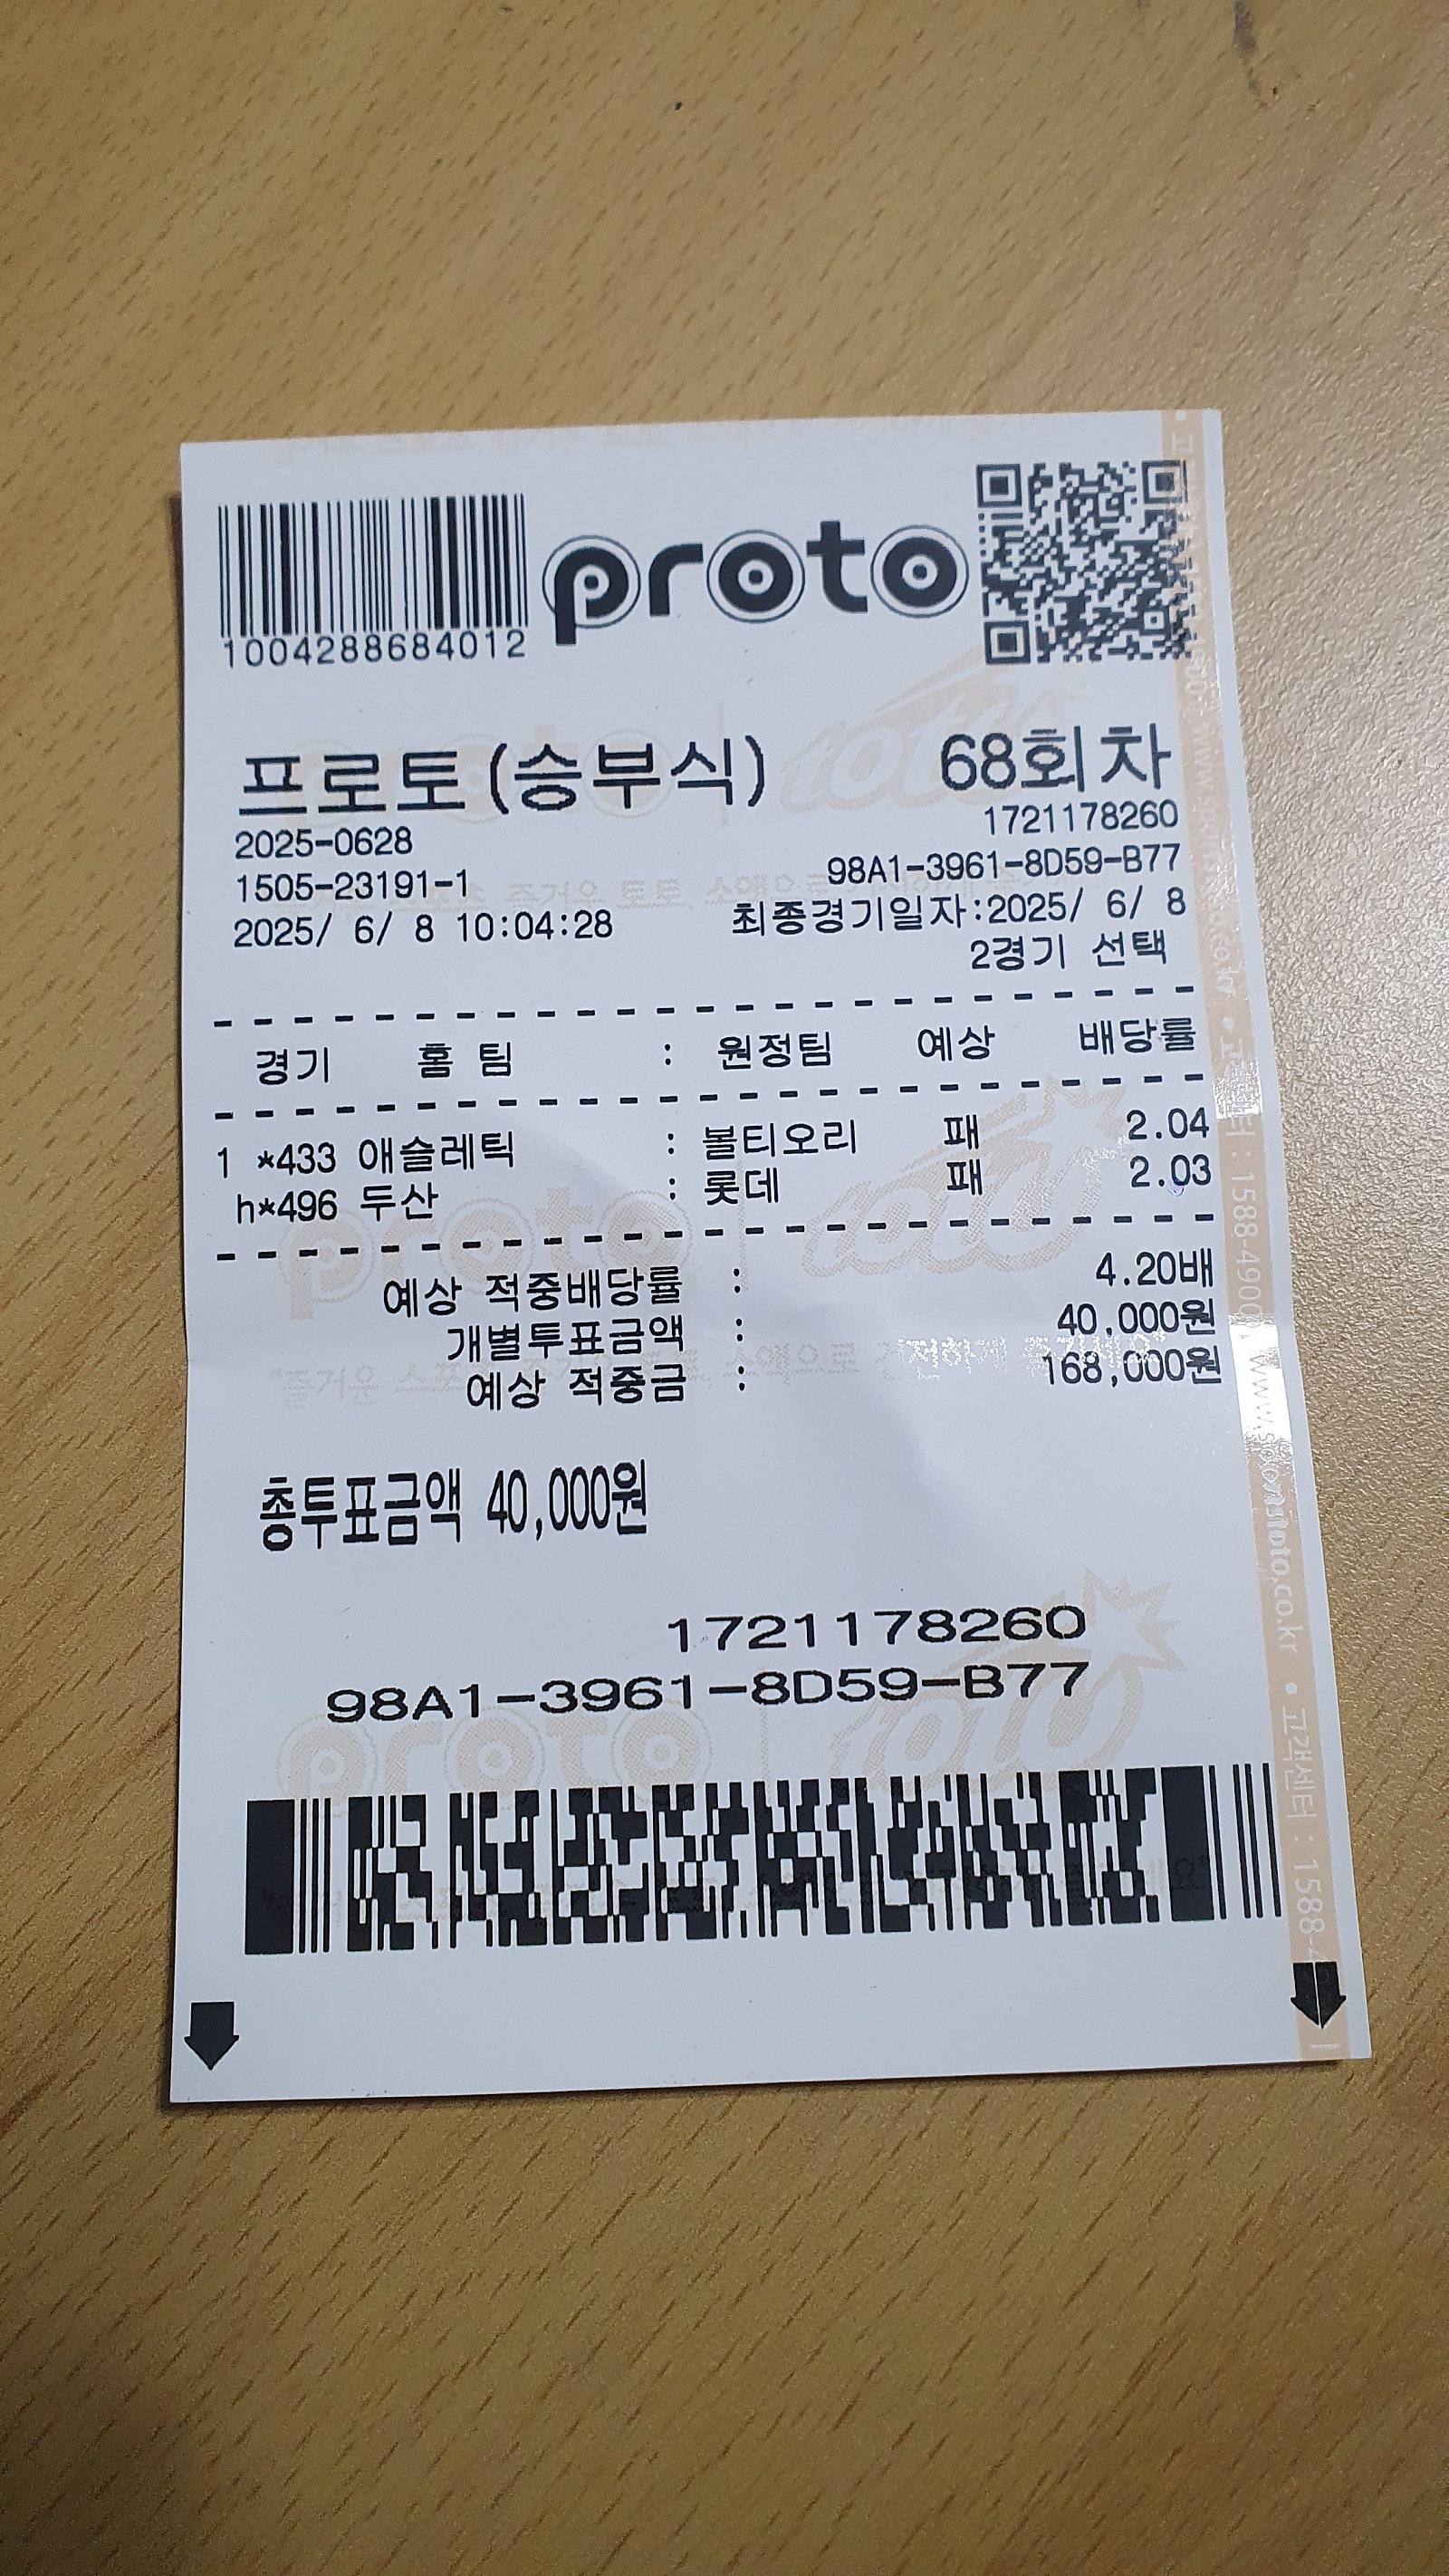 proto
1004288684012
프로토(승부식) 68회차
2025-0628 1721178260
1505-23191-1 98A1-3961-8D59-B77
2025/ 6/ 8 10:04:28 최종경기일자:2025/ 6/ 8
2경기 선택
경기 홈 팀 : 원정팀 예상 배당률
1 *433 애슬레틱 : 볼티오리 패 2.04
h*496 두산 : 롯데 패 2.03
예상 적중배당률 : 4.20배
개별투표금액 : 40,000원
예상 적중금 : 168,000원
총투표금액 40,000원
1721178260
98A1-3961-8D59-B77